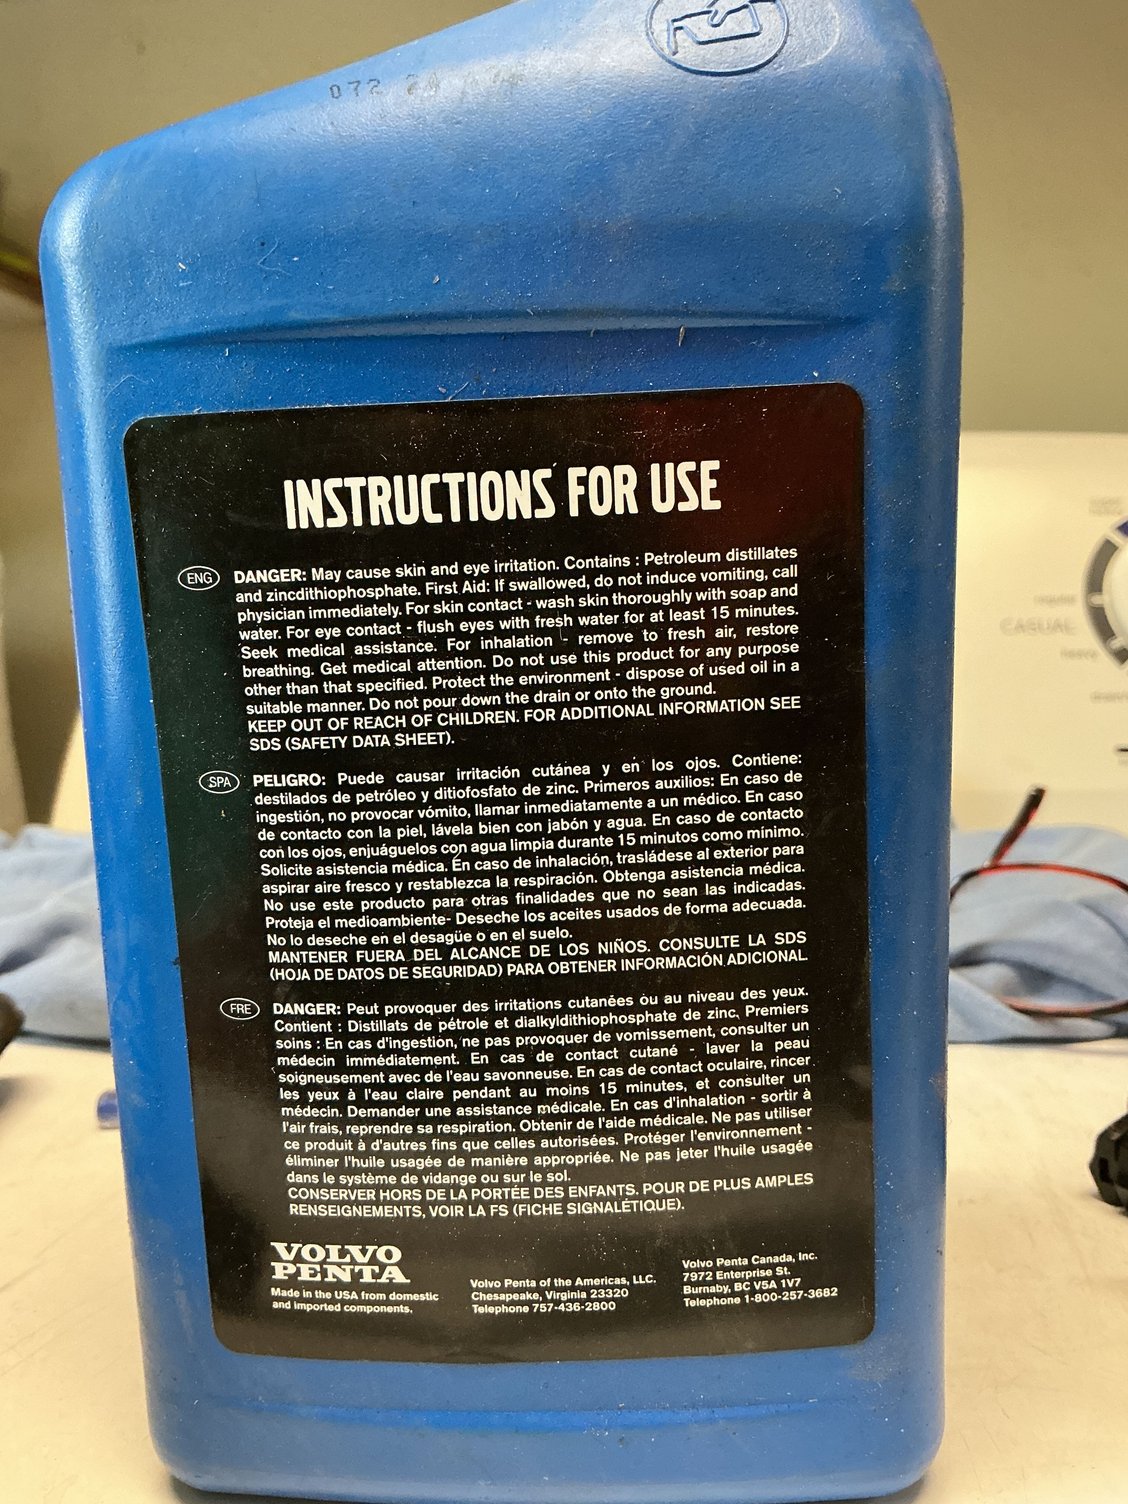 072
INSTRUCTIONS FOR USE
ENG
DANGER: May cause skin and eye irritation. Contains : Petroleum distillates
and zincdithiophosphate. First Aid: If swallowed, do not induce vomiting, call
physician immediately. For skin contact - wash skin thoroughly with soap and
water. For eye contact - flush eyes with fresh water for at least 15 minutes.
Seek medical assistance. For inhalation - remove to fresh air, restore
breathing. Get medical attention. Do not use this product for any purpose
other than that specified. Protect the environment - dispose of used oil in a
suitable manner. Do not pour down the drain or onto the ground.
KEEP OUT OF REACH OF CHILDREN. FOR ADDITIONAL INFORMATION SEE
SDS (SAFETY DATA SHEET).
SPA
PELIGRO: Puede causar irritación cutánea y en los ojos. Contiene:
destilados de petróleo y ditiofosfato de zinc. Primeros auxilios: En caso de
ingestión, no provocar vómito, llamar inmediatamente a un médico. En caso
de contacto con la piel, lávela bien con jabón y agua. En caso de contacto
con los ojos, enjuáguelos con agua limpia durante 15 minutos como mínimo.
Solicite asistencia médica. En caso de inhalación, trasládese al exterior para
aspirar aire fresco y restablezca la respiración. Obtenga asistencia médica.
No use este producto para otras finalidades que no sean las indicadas.
Proteja el medioambiente- Deseche los aceites usados de forma adecuada.
No lo deseche en el desagüe o en el suelo.
MANTENER FUERA DEL ALCANCE DE LOS NIÑOS. CONSULTE LA SDS
(HOJA DE DATOS DE SEGURIDAD) PARA OBTENER INFORMACIÓN ADICIONAL
FRE
DANGER: Peut provoquer des irritations cutanées ou au niveau des yeux.
Contient : Distillats de pétrole et dialkyldithiophosphate de zinc. Premiers
soins : En cas d'ingestion, ne pas provoquer de vomissement, consulter un
médecin immédiatement. En cas de contact cutané - laver la peau
soigneusement avec de l'eau savonneuse. En cas de contact oculaire, rincer
les yeux à l'eau claire pendant au moins 15 minutes, et consulter un
médecin. Demander une assistance médicale. En cas d'inhalation - sortir à
l'air frais, reprendre sa respiration. Obtenir de l'aide médicale. Ne pas utiliser
ce produit à d'autres fins que celles autorisées. Protéger l'environnement -
éliminer l'huile usagée de manière appropriée. Ne pas jeter l'huile usagée
dans le système de vidange ou sur le sol.
CONSERVER HORS DE LA PORTÉE DES ENFANTS. POUR DE PLUS AMPLES
RENSEIGNEMENTS, VOIR LA FS (FICHE SIGNALÉTIQUE).
VOLVO
PENTA
Made in the USA from domestic
and imported components.
Volvo Penta of the Americas, LLC.
Chesapeake, Virginia 23320
Telephone 757-436-2800
Volvo Penta Canada, Inc.
7972 Enterprise St.
Burnaby, BC V5A 1V7
Telephone 1-800-257-3682
CASUAL